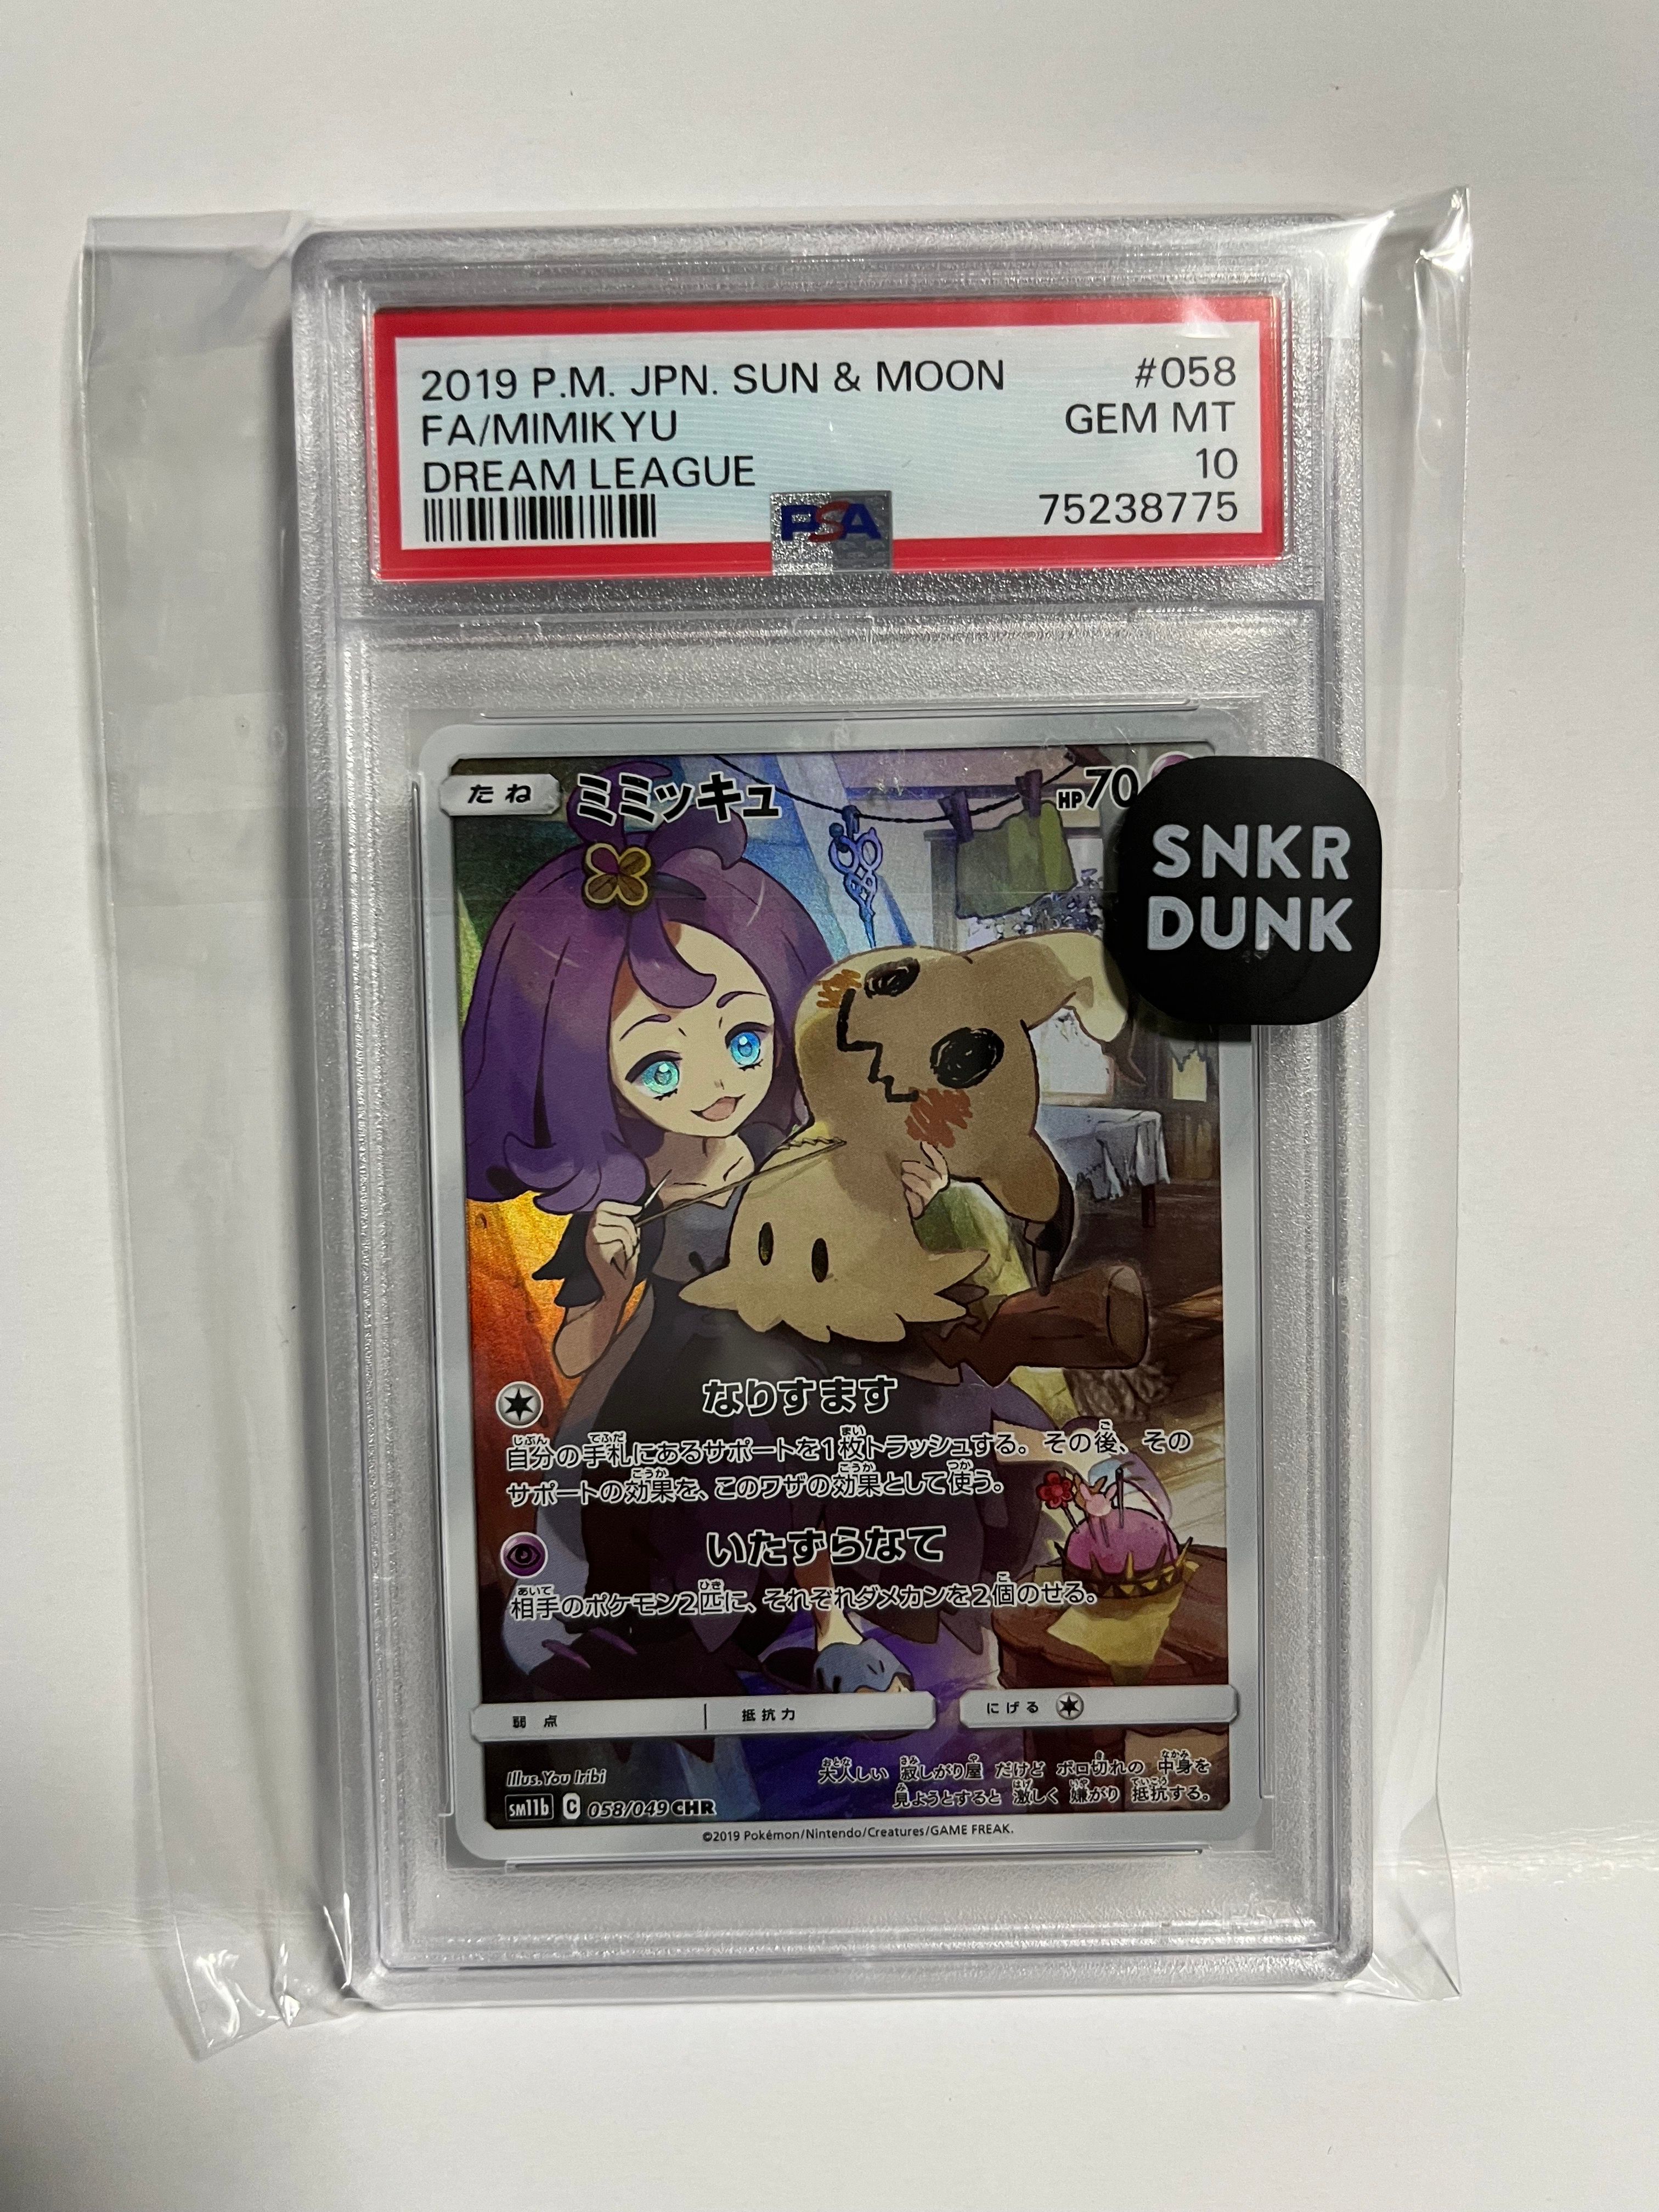 2019 P.M. JPN. SUN & MOON #058
FA/MIMIKYU GEM MT
DREAM LEAGUE 10
PSA 75238775
たね ミミッキュ HP70
SNKR
DUNK
なりすます
自分の手札にあるサポートを1枚トラッシュする。その後、その
サポートの効果を、このワザの効果として使う。
いたずらなて
相手のポケモン2匹に、それぞれダメカンを2個のせる。
弱点 抵抗力 にげる
Illus.You Iribi
大人しい 寂しがり屋 だけど ボロ切れの 中身を
見ようとすると 激しく 嫌がり 抵抗する。
SM11b C 058/049 CHR
©2019 Pokémon/Nintendo/Creatures/GAME FREAK.